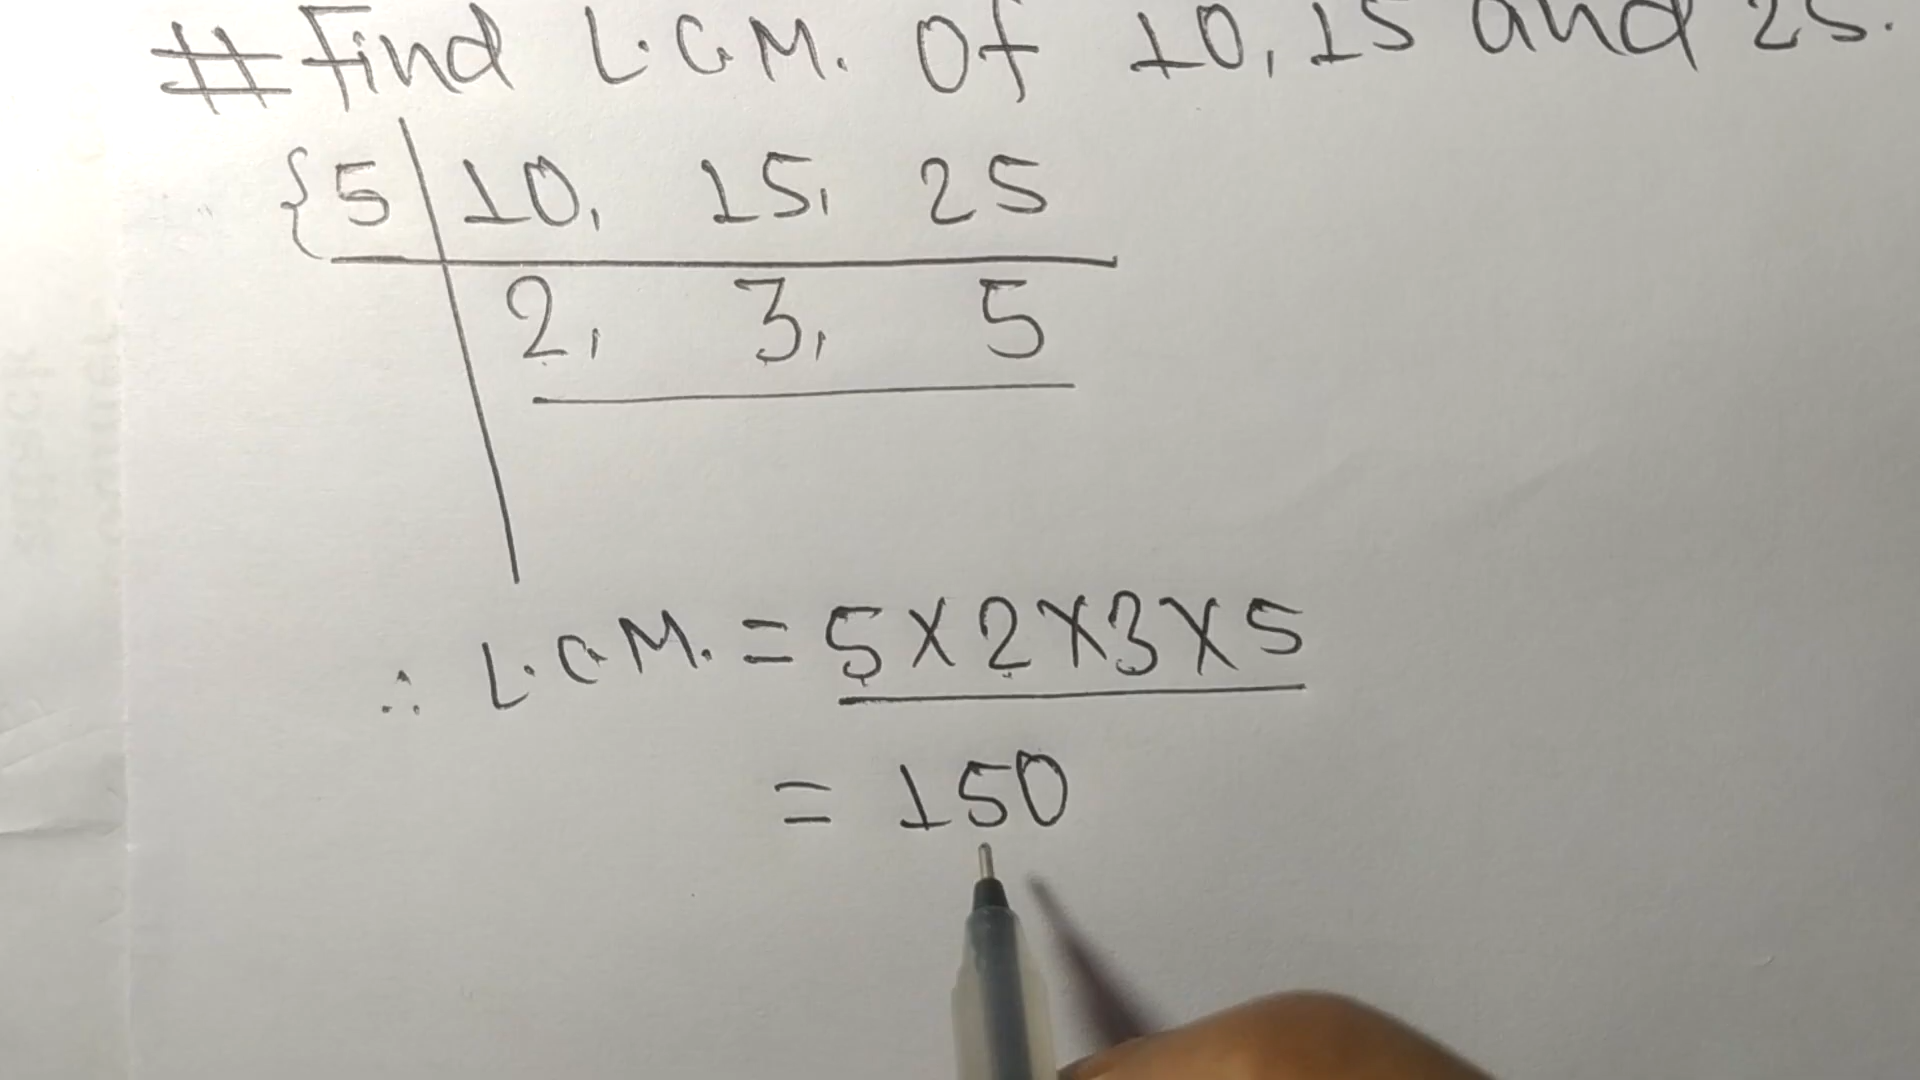 # Find L.C.M. Of 10, 15 and 25.
{5 | 10, 15, 25
2, 3, 5
∴ L.C.M. = 5×2×3×5
= 150